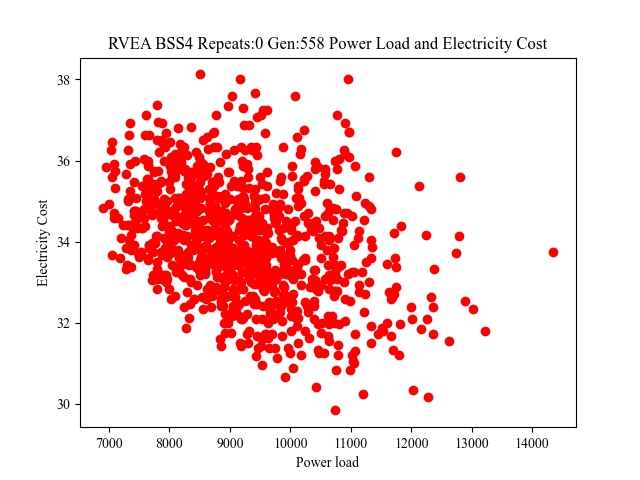 RVEA BSS4 Repeats:0 Gen:558 Power Load and Electricity Cost
38
36
34
32
30
Electricity Cost
7000 8000 9000 10000 11000 12000 13000 14000
Power load